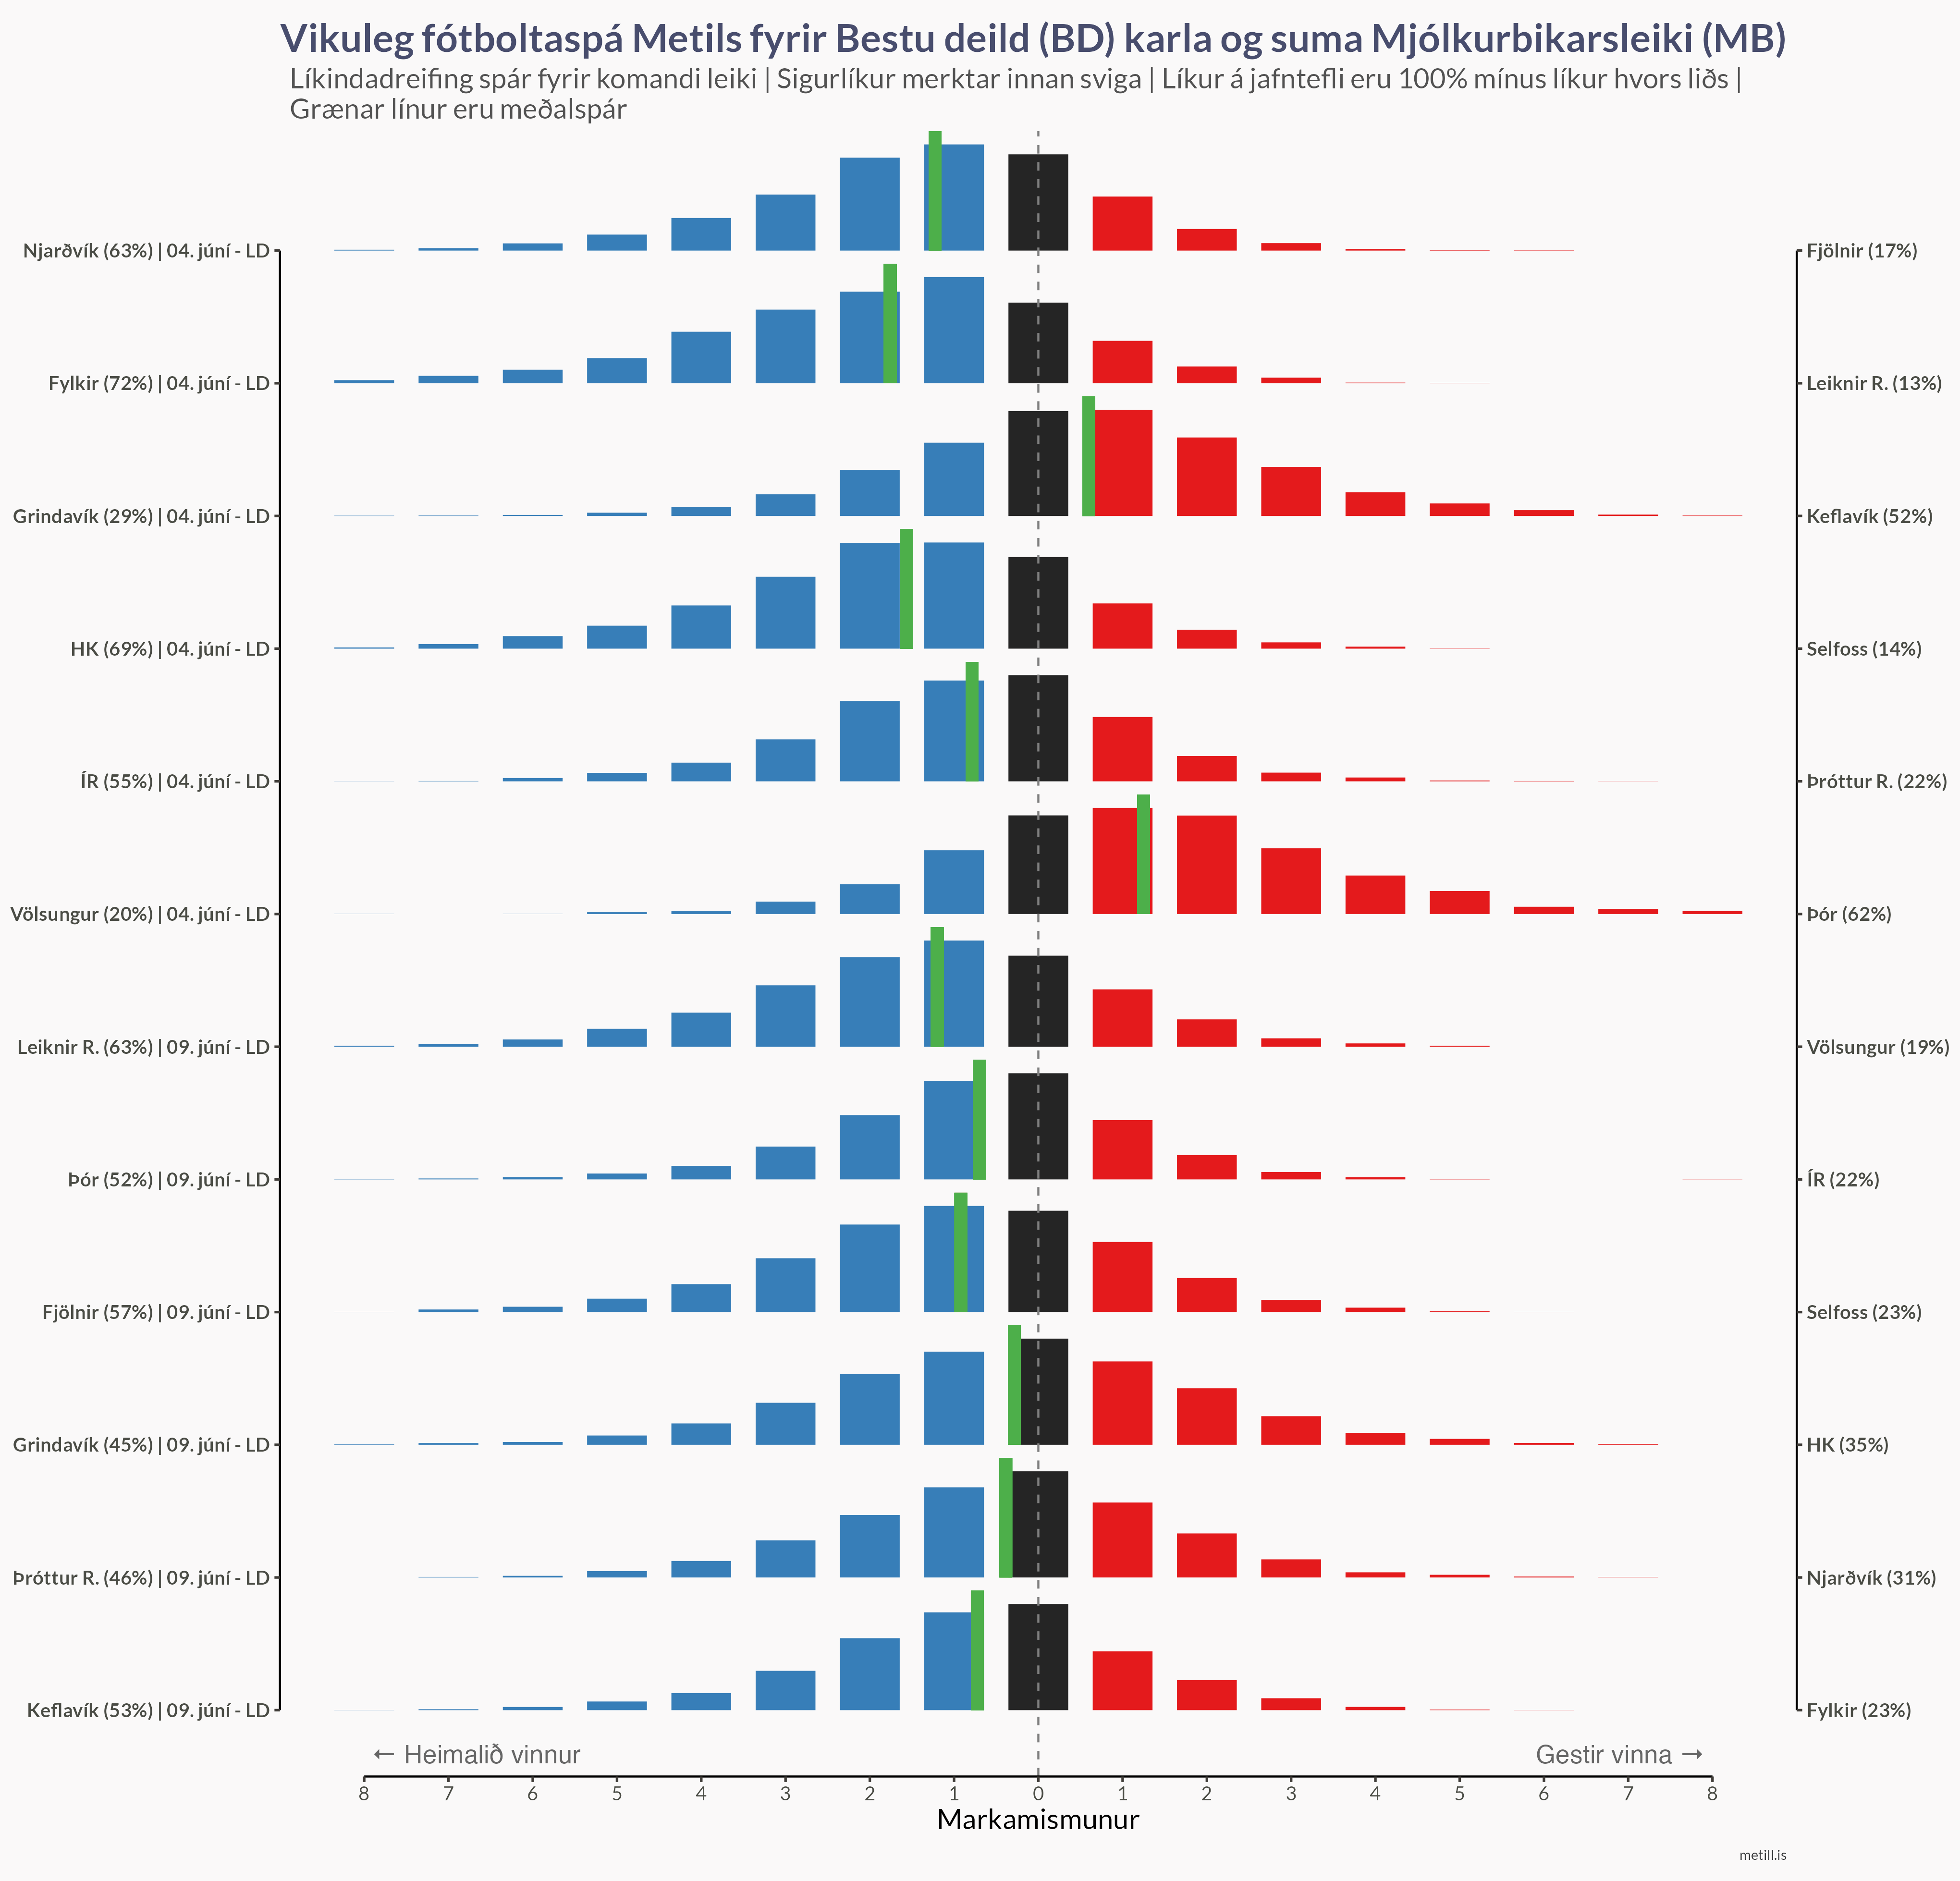 Vikuleg fótboltaspá Metils fyrir Bestu deild (BD) karla og suma Mjólkurbikarsleiki (MB)
Líkindadreifing spár fyrir komandi leiki | Sigurlíkur merktar innan sviga | Líkur á jafntefli eru 100% mínus líkur hvors liðs |
Grænar línur eru meðalspár
Njarðvík (63%) | 04. júní - LD
Fjölnir (17%)
Fylkir (72%) | 04. júní - LD
Leiknir R. (13%)
Grindavík (29%) | 04. júní - LD
Keflavík (52%)
HK (69%) | 04. júní - LD
Selfoss (14%)
ÍR (55%) | 04. júní - LD
Þróttur R. (22%)
Völsungur (20%) | 04. júní - LD
Þór (62%)
Leiknir R. (63%) | 09. júní - LD
Völsungur (19%)
Þór (52%) | 09. júní - LD
ÍR (22%)
Fjölnir (57%) | 09. júní - LD
Selfoss (23%)
Grindavík (45%) | 09. júní - LD
HK (35%)
Þróttur R. (46%) | 09. júní - LD
Njarðvík (31%)
Keflavík (53%) | 09. júní - LD
Fylkir (23%)
← Heimalið vinnur
Gestir vinna →
8 7 6 5 4 3 2 1 0 1 2 3 4 5 6 7 8
Markamismunur
metill.is